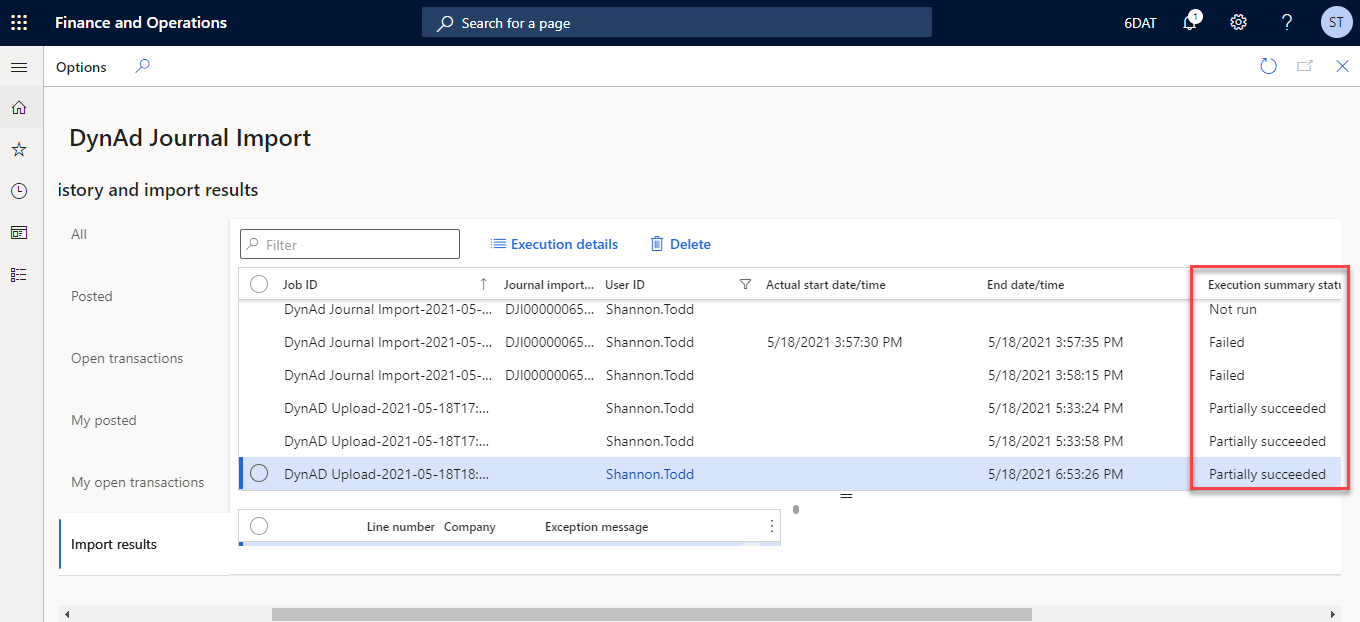 Finance and Operations
Search for a page
6DAT
1
?
ST
Options
DynAd Journal Import
istory and import results
All
Posted
Open transactions
My posted
My open transactions
Import results
Filter
Execution details
Delete
Job ID Journal import... User ID Actual start date/time End date/time Execution summary statu
DynAd Journal Import-2021-05-... DJI00000065... Shannon.Todd Not run
DynAd Journal Import-2021-05-... DJI00000065... Shannon.Todd 5/18/2021 3:57:30 PM 5/18/2021 3:57:35 PM Failed
DynAd Journal Import-2021-05-... DJI00000065... Shannon.Todd 5/18/2021 3:58:15 PM Failed
DynAD Upload-2021-05-18T17:... Shannon.Todd 5/18/2021 5:33:24 PM Partially succeeded
DynAD Upload-2021-05-18T17:... Shannon.Todd 5/18/2021 5:33:58 PM Partially succeeded
DynAD Upload-2021-05-18T18:... Shannon.Todd 5/18/2021 6:53:26 PM Partially succeeded
Line number Company Exception message